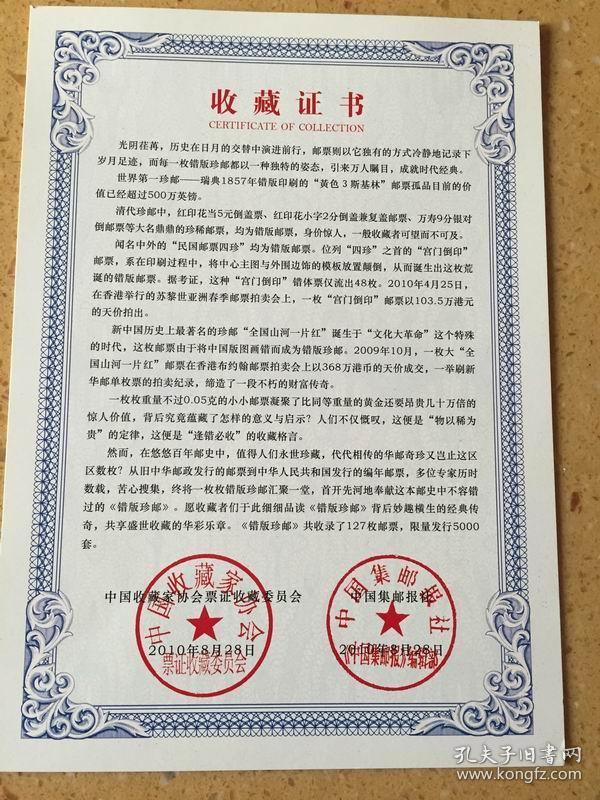 收藏证书
CERTIFICATE OF COLLECTION
光阴荏苒，历史在日月的交替中演进前行，邮票则以它独有的方式冷静地记录下
岁月足迹，而每一枚错版珍邮都以一种独特的姿态，引来万人瞩目，成就时代经典。
世界第一珍邮——瑞典1857年错版印刷的“黄色3斯基林”邮票孤品目前的价
值已经超过500万英镑。
清代珍邮中，红印花当5元倒盖票、红印花小字2分倒盖兼复盖邮票、万寿9分银对
倒邮票等大名鼎鼎的珍稀邮票，均为错版邮票，身价惊人，一般收藏者可望而不可及。
闻名中外的“民国邮票四珍”均为错版邮票。位列“四珍”之首的“宫门倒印”
邮票，系在印刷过程中，将中心主图与外围边饰的模板放置颠倒，从而诞生出这枚荒
诞的错版邮票。据考证，这种“宫门倒印”错体票仅流出48枚。2010年4月25日，
在香港举行的苏黎世亚洲春季邮票拍卖会上，一枚“宫门倒印”邮票以103.5万港元
的天价拍出。
新中国历史上最著名的珍邮“全国山河一片红”诞生于“文化大革命”这个特殊
的时代，这枚邮票由于将中国版图画错而成为错版珍邮。2009年10月，一枚大“全
国山河一片红”邮票在香港布约翰邮票拍卖会上以368万港币的天价成交，一举刷新
华邮单枚票的拍卖纪录，缔造了一段不朽的财富传奇。
一枚枚重量不过0.05克的小小邮票凝聚了比同等重量的黄金还要昂贵几十万倍的
惊人价值，背后究竟蕴藏了怎样的意义与启示？人们不仅慨叹，这便是“物以稀为
贵”的定律，这便是“逢错必收”的收藏格言。
然而，在悠悠百年邮史中，值得人们永世珍藏，代代相传的华邮奇珍又岂止这区
区数枚？从旧中华邮政发行的邮票到中华人民共和国发行的编年邮票，多位专家历时
数载，苦心搜集，终将一枚枚错版珍邮汇聚一堂，首开先河地奉献这本邮史中不容错
过的《错版珍邮》。愿收藏者们于此细细品读《错版珍邮》背后妙趣横生的经典传
奇，共享盛世收藏的华彩乐章。《错版珍邮》共收录了127枚邮票，限量发行5000
套。
中国收藏家协会票证收藏委员会
中国集邮报社
2010年8月28日
2010年8月28日
中国收藏家协会
票证收藏委员会
中国集邮报社
《中国集邮报》编辑部
孔夫子旧书网
www.kongfz.com